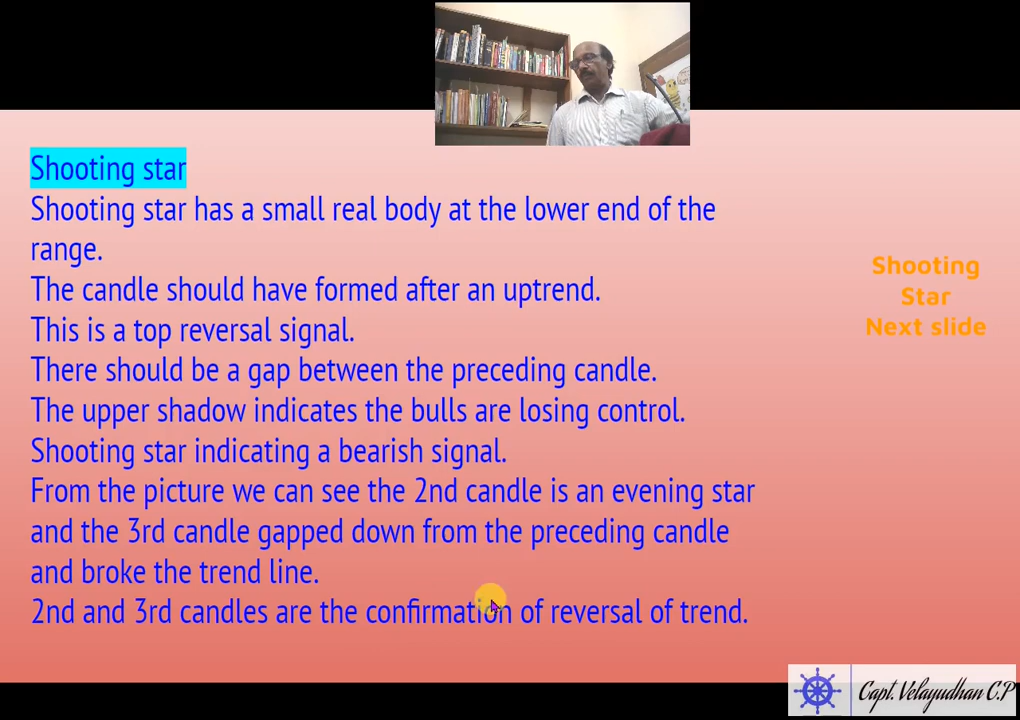 Shooting star
Shooting star has a small real body at the lower end of the
range.
The candle should have formed after an uptrend.
This is a top reversal signal.
There should be a gap between the preceding candle.
The upper shadow indicates the bulls are losing control.
Shooting star indicating a bearish signal.
From the picture we can see the 2nd candle is an evening star
and the 3rd candle gapped down from the preceding candle
and broke the trend line.
2nd and 3rd candles are the confirmation of reversal of trend.
Shooting
Star
Next slide
Capt. Velayudhan C.P